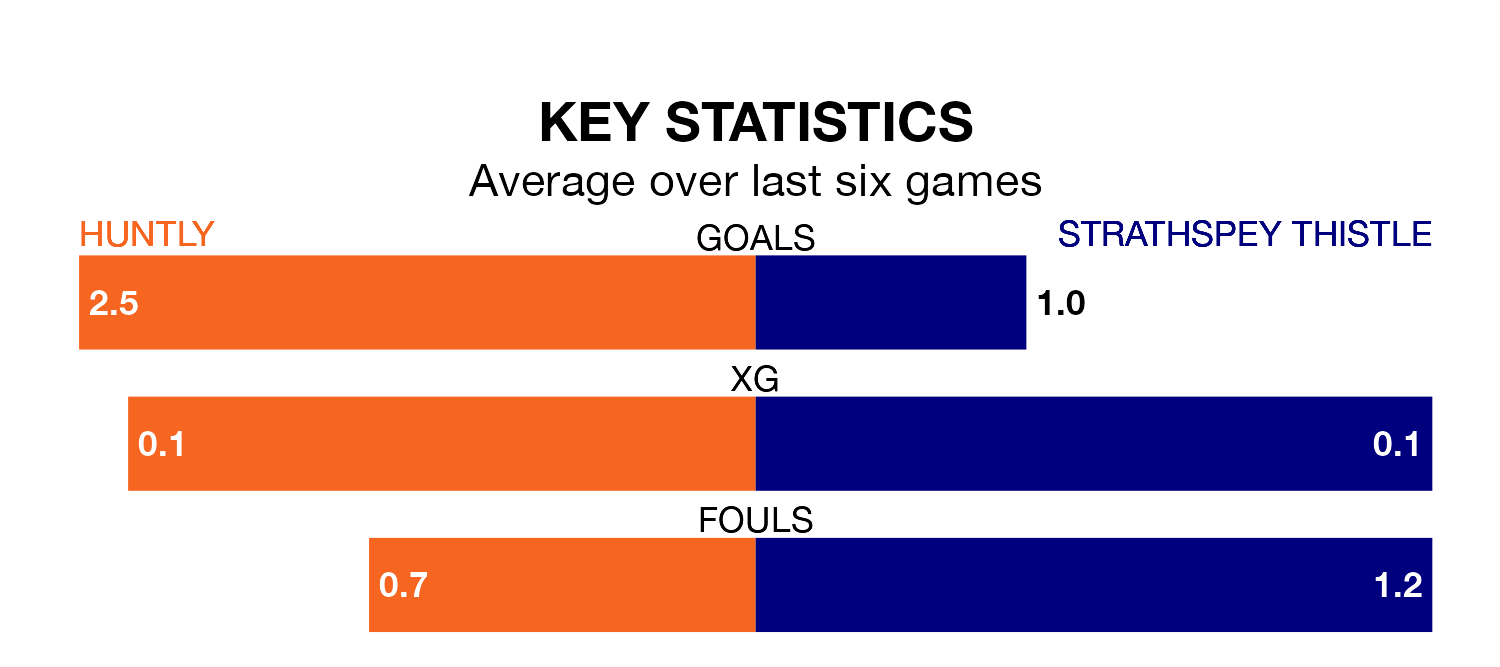 KEY STATISTICS
Average over last six games
HUNTLY
GOALS
STRATHSPEY THISTLE
2.5
1.0
XG
0.1
0.1
FOULS
0.7
1.2